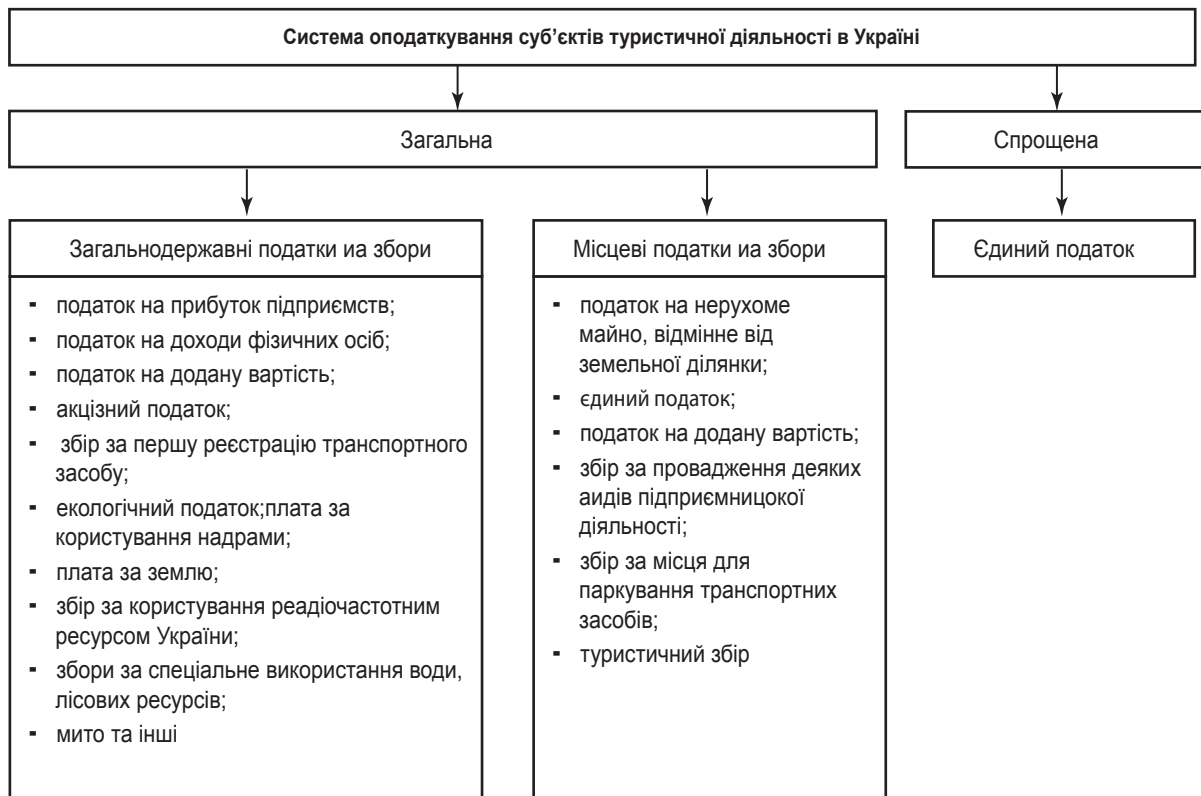 Система оподаткування суб’єктів туристичної діяльності в Україні
Загальна
Спрощена
Загальнодержавні податки иа збори
- податок на прибуток підприємств;
- податок на доходи фізичних осіб;
- податок на додану вартість;
- акцізний податок;
- збір за першу реєстрацію транспортного
засобу;
- екологічний податок;плата за
користування надрами;
- плата за землю;
- збір за користування реадіочастотним
ресурсом України;
- збори за спеціальне використання води,
лісових ресурсів;
- мито та інші
Місцеві податки иа збори
- податок на нерухоме
майно, відмінне від
земельної ділянки;
- єдиний податок;
- податок на додану вартість;
- збір за провадження деяких
аидів підприємницокої
діяльності;
- збір за місця для
паркування транспортних
засобів;
- туристичний збір
Єдиний податок